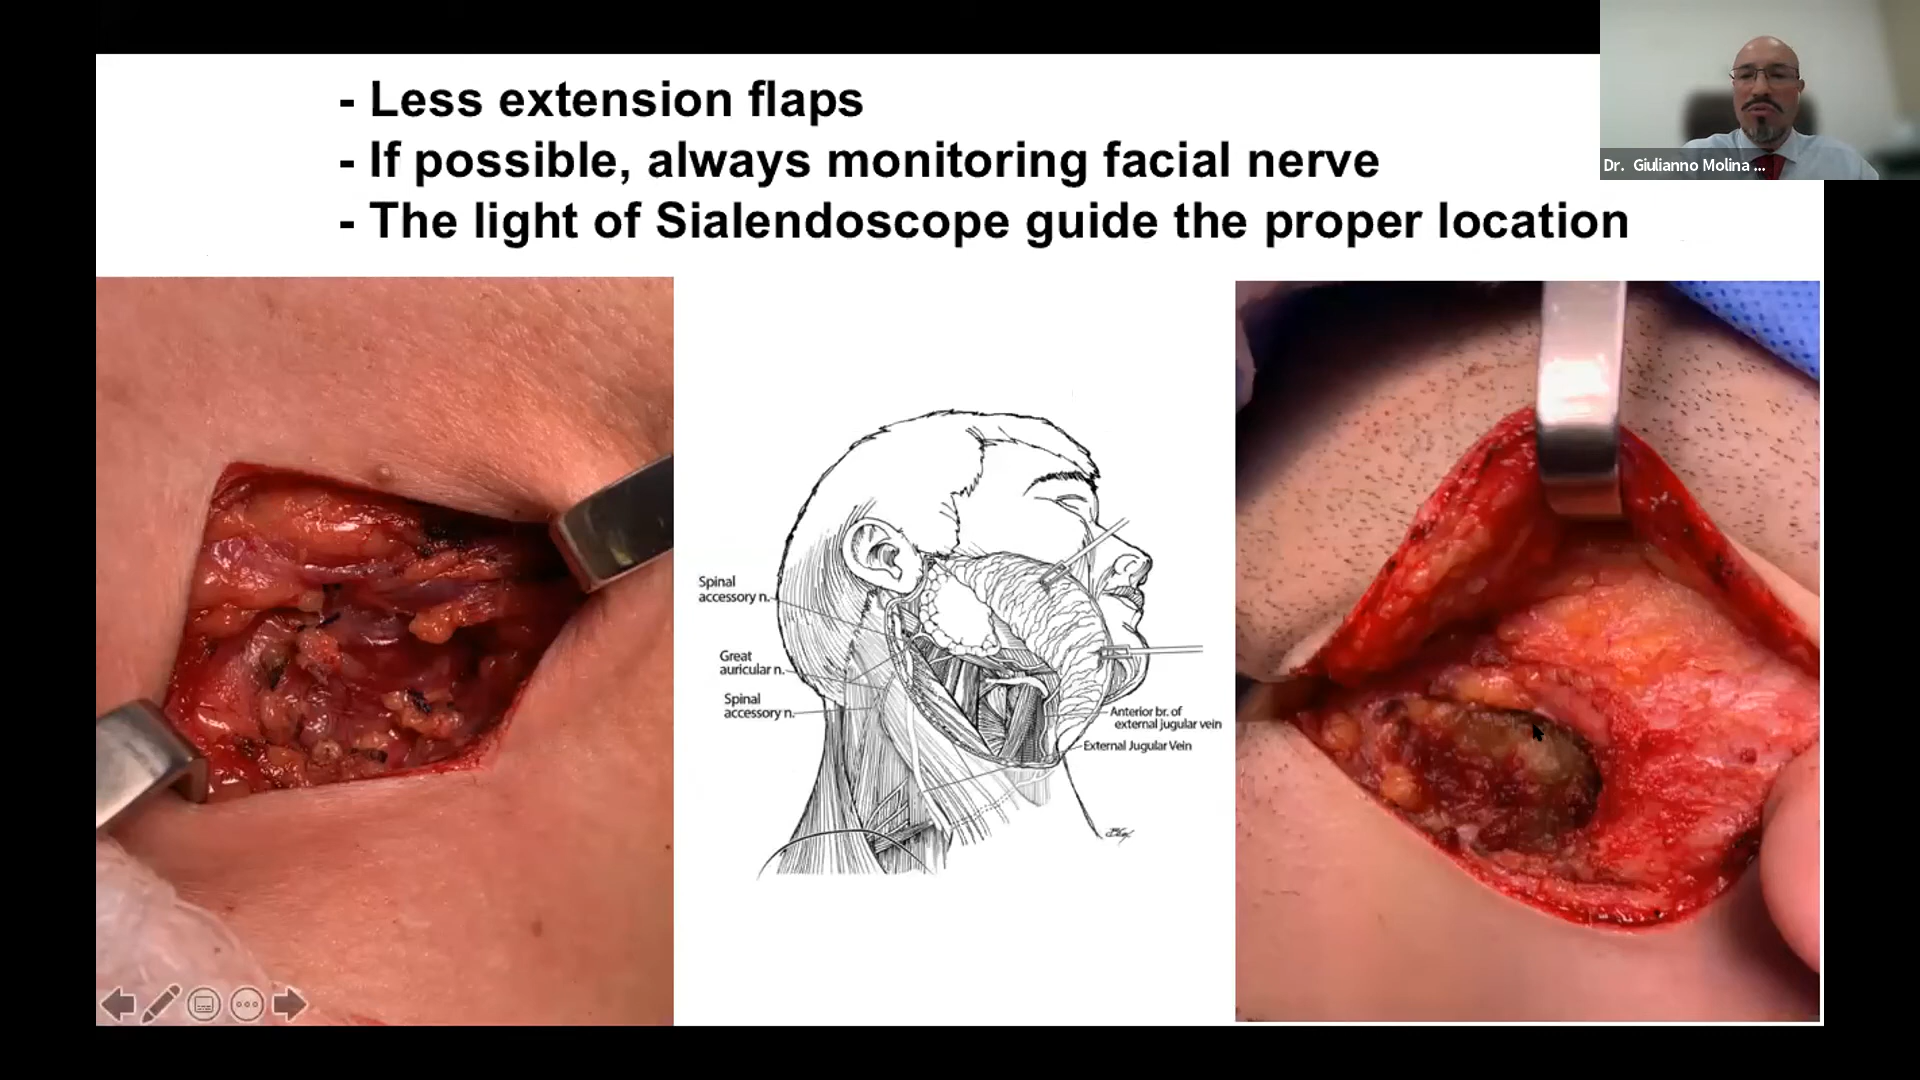 - Less extension flaps
- If possible, always monitoring facial nerve
- The light of Sialendoscope guide the proper location
Dr. Giulianno Molina ...
Spinal
accessory n.
Great
auricular n.
Spinal
accessory n.
Anterior br. of
external jugular vein
External Jugular Vein